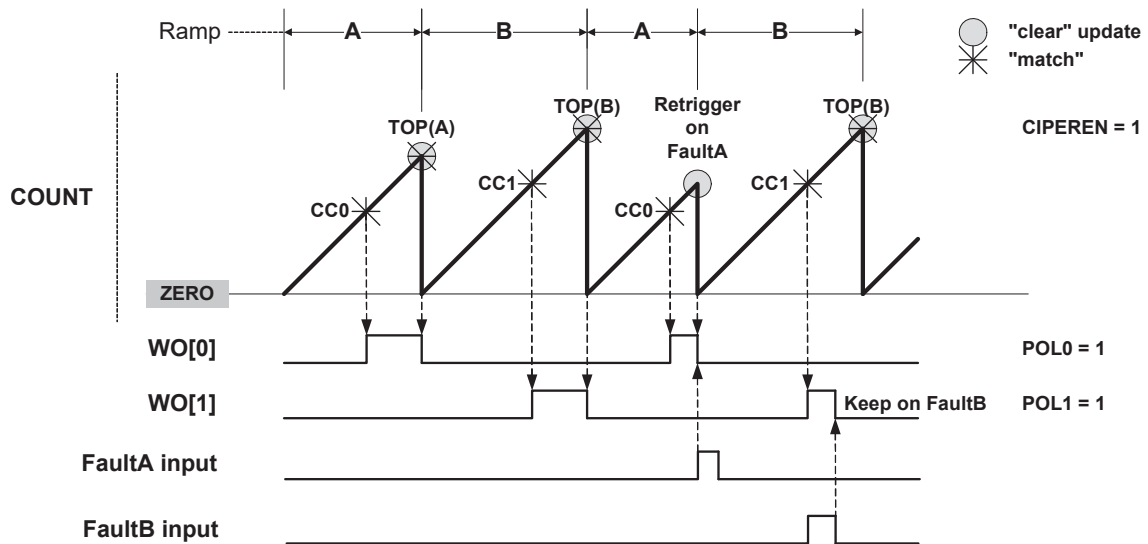 Ramp A B A B
"clear" update
"match"
TOP(A) TOP(B) Retrigger on FaultA TOP(B) CIPEREN = 1
COUNT
CC0 CC1 CC0 CC1
ZERO
WO[0] POL0 = 1
WO[1] Keep on FaultB POL1 = 1
FaultA input
FaultB input